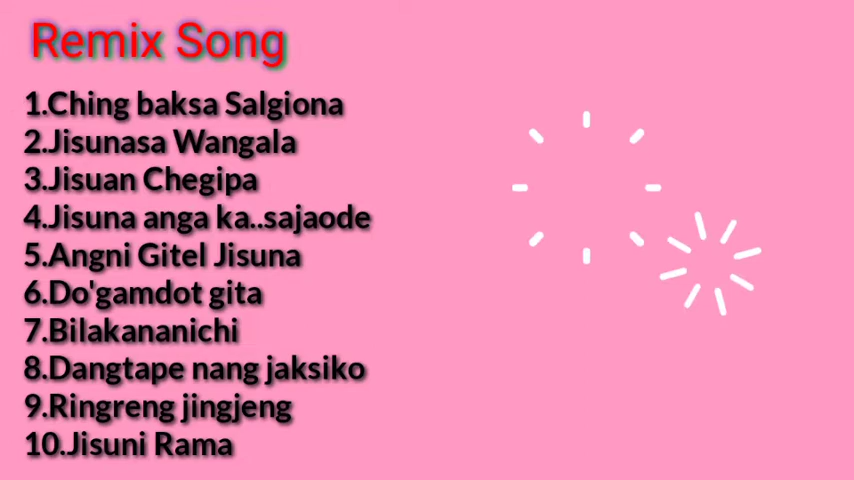 Remix Song
1.Ching baksa Salgiona
2.Jisunasa Wangala
3.Jisuan Chegipa
4.Jisuna anga ka..sajaode
5.Angni Gitel Jisuna
6.Do'gamdot gita
7.Bilakananichi
8.Dangtape nang jaksiko
9.Ringreng jingjeng
10.Jisuni Rama